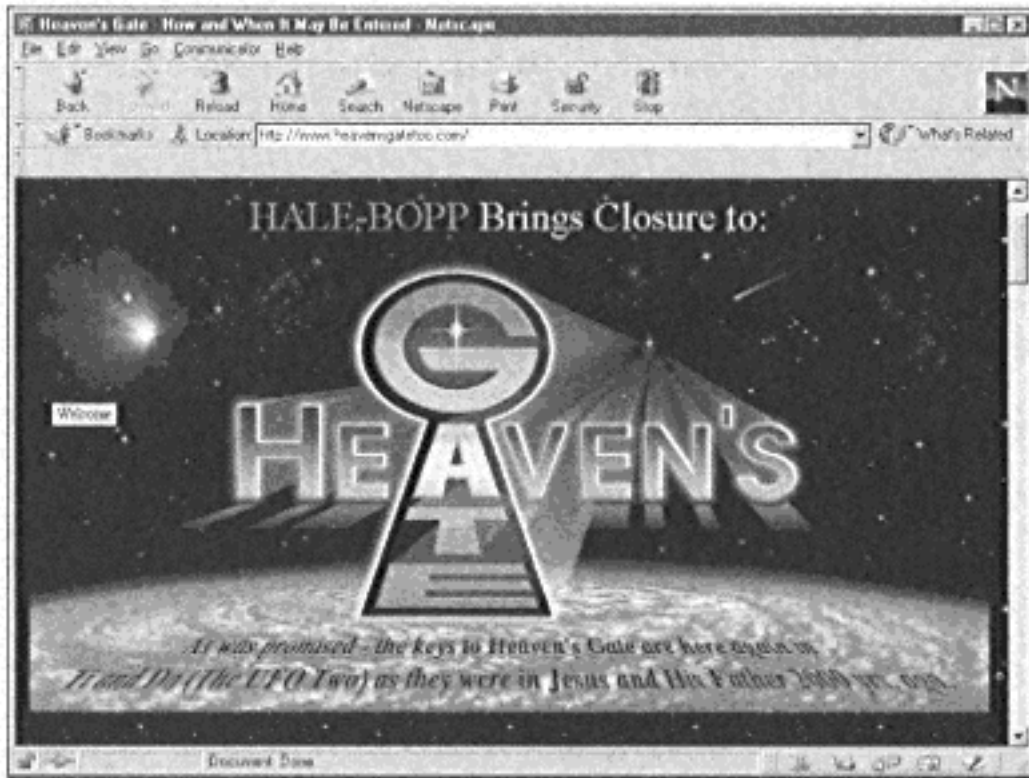 Heaven's Gate - How and When It May Be Entered - Netscape
File Edit View Go Communicator Help
Back Reload Home Search Netscape Print Security Stop
N
Bookmarks Location: http://www.heavensgatetoo.com/ What's Related
HALE-BOPP Brings Closure to:
Welcome
HEAVEN'S
GATE
As was promised - the keys to Heaven's Gate are here again in
Ti and Do (The UFO Two) as they were in Jesus and His Father 2000 yrs. ago.
Document: Done